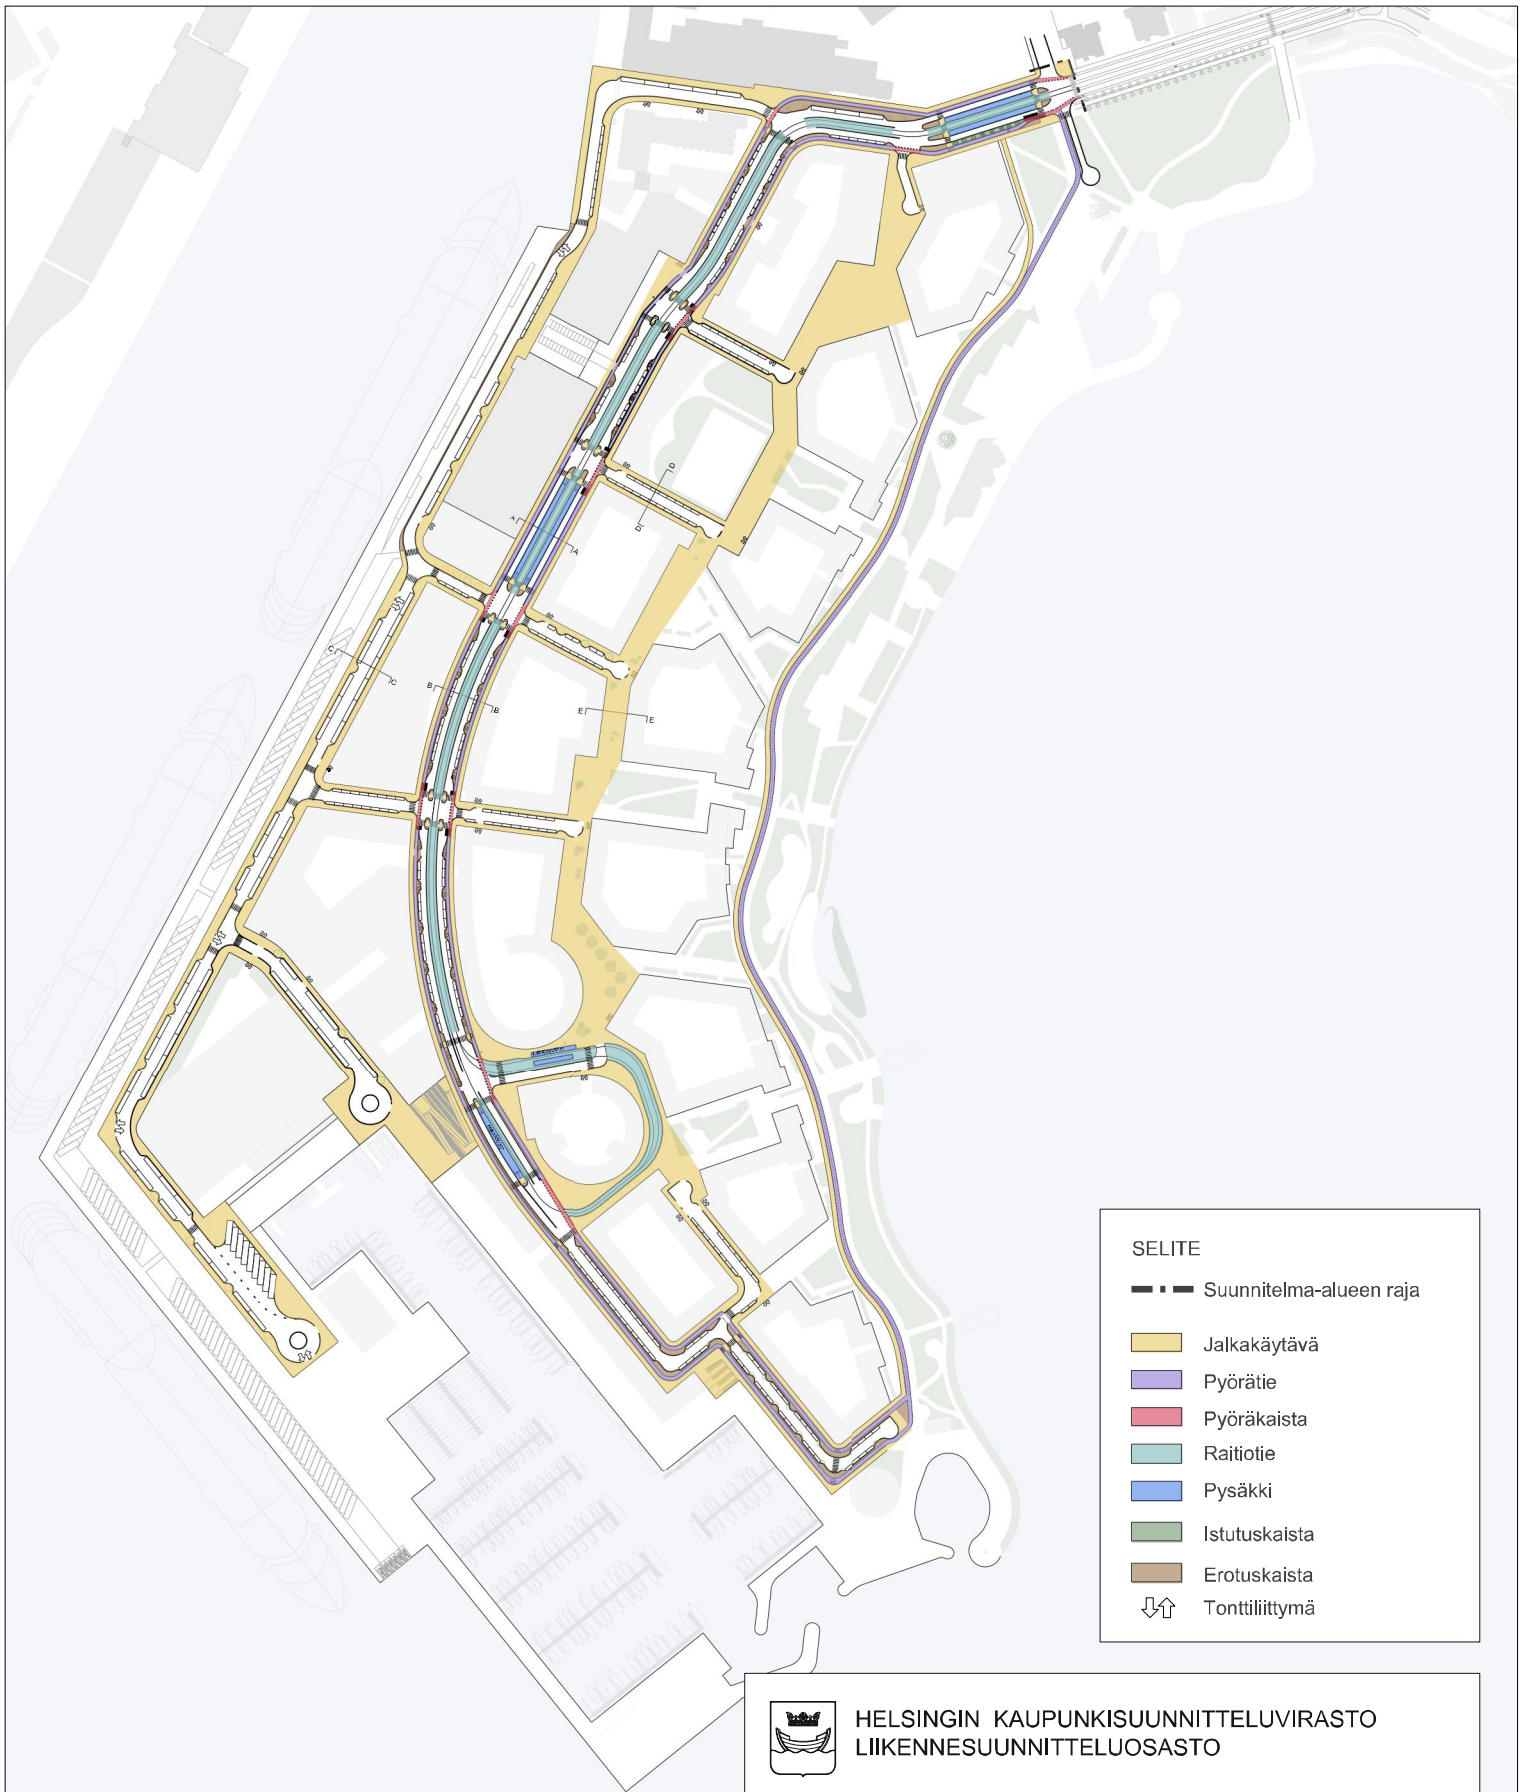 A
A
D
D
C
C
B
B
E
E
SELITE
Suunnitelma-alueen raja
Jalkakäytävä
Pyörätie
Pyöräkaista
Raitiotie
Pysäkki
Istutuskaista
Erotuskaista
Tonttiliittymä
HELSINGIN KAUPUNKISUUNNITTELUVIRASTO
LIIKENNESUUNNITTELUOSASTO